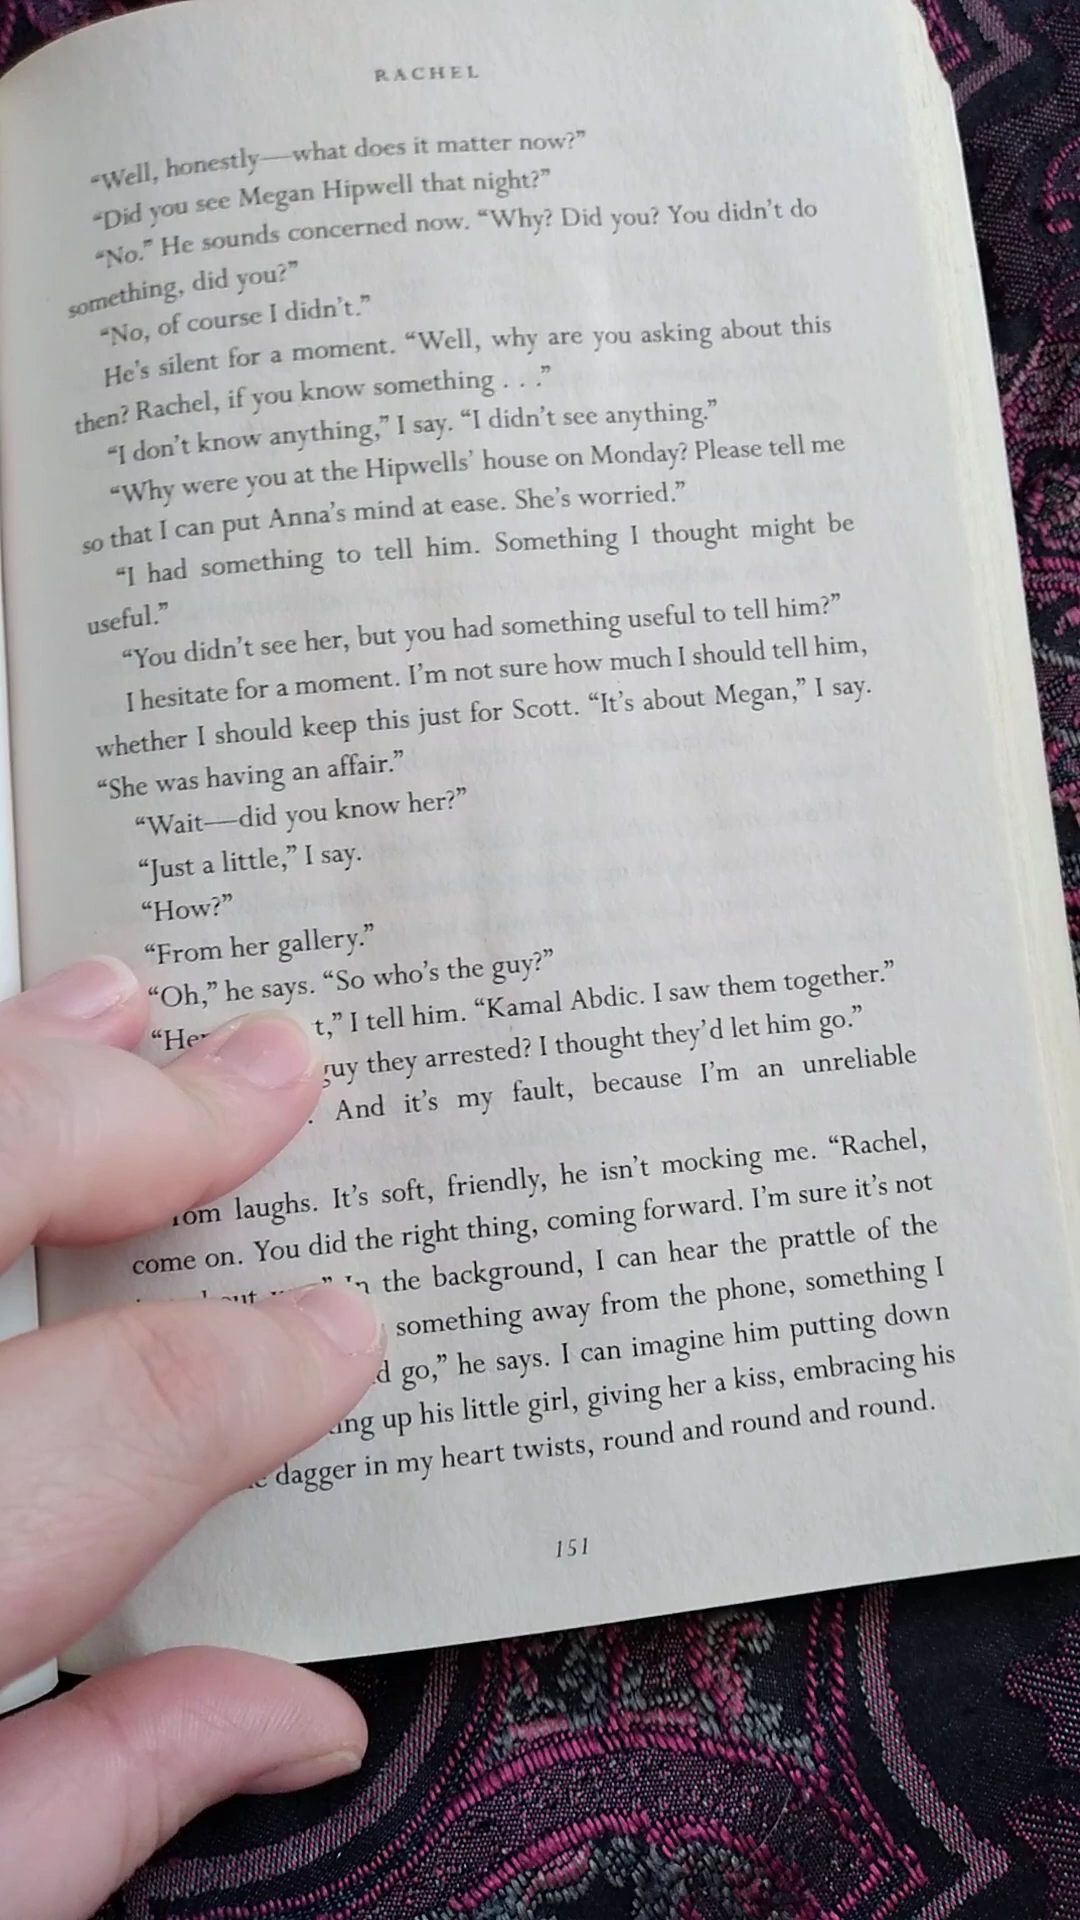 RACHEL
“Well, honestly—what does it matter now?”
“Did you see Megan Hipwell that night?”
“No.” He sounds concerned now. “Why? Did you? You didn’t do
something, did you?”
“No, of course I didn’t.”
He’s silent for a moment. “Well, why are you asking about this
then? Rachel, if you know something . . .”
“I don’t know anything,” I say. “I didn’t see anything.”
“Why were you at the Hipwells’ house on Monday? Please tell me
so that I can put Anna’s mind at ease. She’s worried.”
“I had something to tell him. Something I thought might be
useful.”
“You didn’t see her, but you had something useful to tell him?”
I hesitate for a moment. I’m not sure how much I should tell him,
whether I should keep this just for Scott. “It’s about Megan,” I say.
“She was having an affair.”
“Wait—did you know her?”
“Just a little,” I say.
“How?”
“From her gallery.”
“Oh,” he says. “So who’s the guy?”
I tell him. “Kamal Abdic. I saw them together.”
guy they arrested? I thought they’d let him go.”
And it’s my fault, because I’m an unreliable
Tom laughs. It’s soft, friendly, he isn’t mocking me. “Rachel,
come on. You did the right thing, coming forward. I’m sure it’s not
In the background, I can hear the prattle of the
something away from the phone, something I
go,” he says. I can imagine him putting down
up his little girl, giving her a kiss, embracing his
dagger in my heart twists, round and round and round.
151